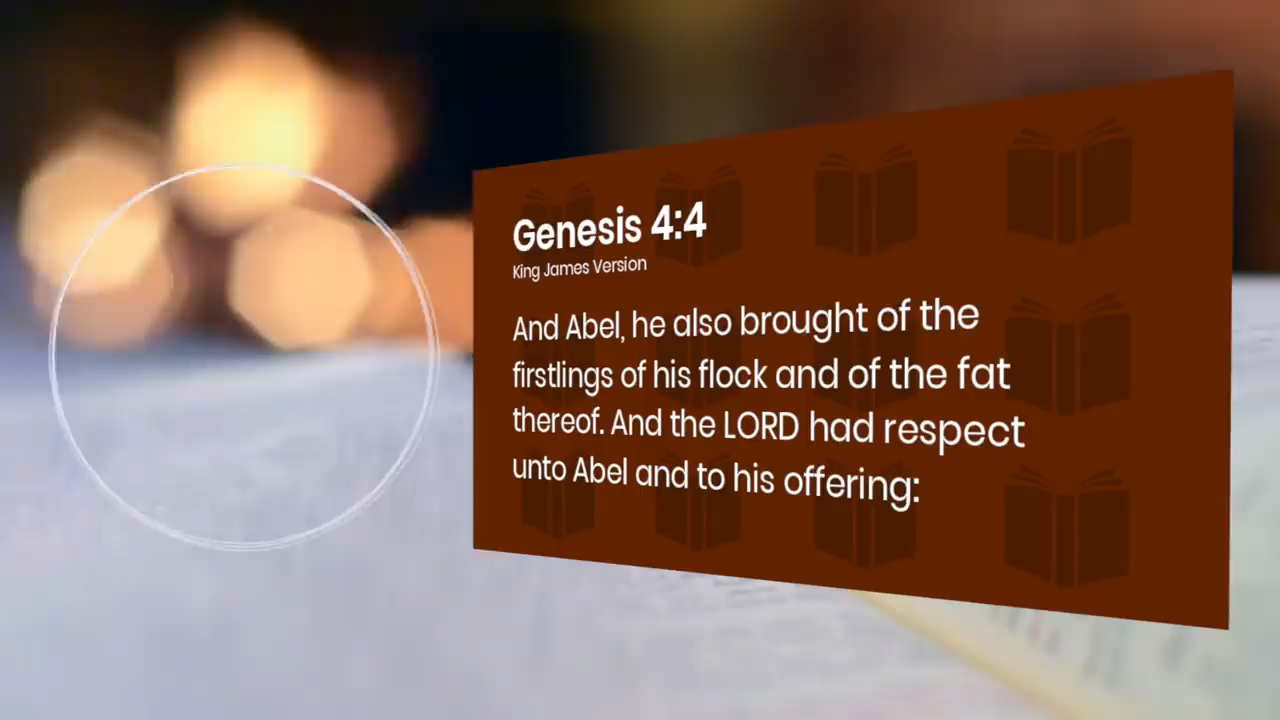 Genesis 4:4
King James Version
And Abel, he also brought of the
firstlings of his flock and of the fat
thereof. And the LORD had respect
unto Abel and to his offering: